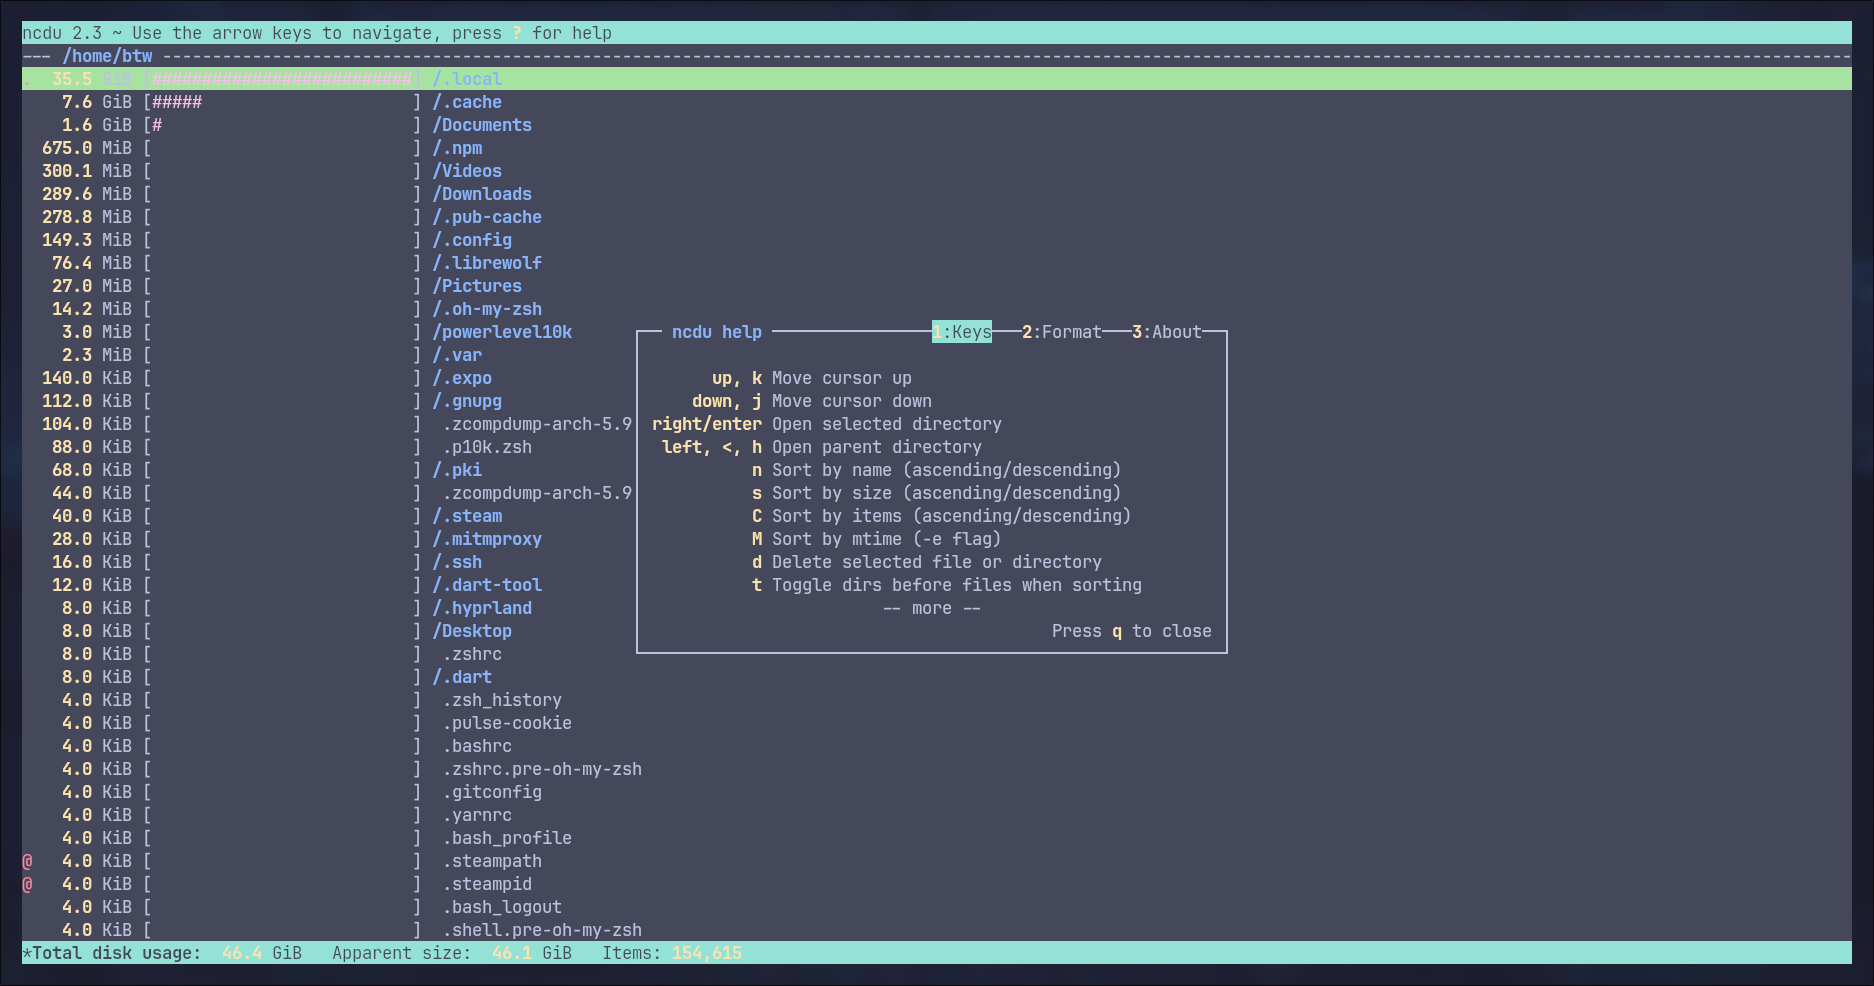 ncdu 2.3 ~ Use the arrow keys to navigate, press ? for help
--- /home/btw ---------------------------------------------------------------------------------------------------------------------------------------------------------------------------
. 35.5 GiB [##########################] /.local
7.6 GiB [##### ] /.cache
1.6 GiB [# ] /Documents
675.0 MiB [ ] /.npm
300.1 MiB [ ] /Videos
289.6 MiB [ ] /Downloads
278.8 MiB [ ] /.pub-cache
149.3 MiB [ ] /.config
76.4 MiB [ ] /.librewolf
27.0 MiB [ ] /Pictures
14.2 MiB [ ] /.oh-my-zsh
3.0 MiB [ ] /powerlevel10k
2.3 MiB [ ] /.var
140.0 KiB [ ] /.expo
112.0 KiB [ ] /.gnupg
104.0 KiB [ ] .zcompdump-arch-5.9
88.0 KiB [ ] .p10k.zsh
68.0 KiB [ ] /.pki
44.0 KiB [ ] .zcompdump-arch-5.9
40.0 KiB [ ] /.steam
28.0 KiB [ ] /.mitmproxy
16.0 KiB [ ] /.ssh
12.0 KiB [ ] /.dart-tool
8.0 KiB [ ] /.hyprland
8.0 KiB [ ] /Desktop
8.0 KiB [ ] .zshrc
8.0 KiB [ ] /.dart
4.0 KiB [ ] .zsh_history
4.0 KiB [ ] .pulse-cookie
4.0 KiB [ ] .bashrc
4.0 KiB [ ] .zshrc.pre-oh-my-zsh
4.0 KiB [ ] .gitconfig
4.0 KiB [ ] .yarnrc
4.0 KiB [ ] .bash_profile
@ 4.0 KiB [ ] .steampath
@ 4.0 KiB [ ] .steampid
4.0 KiB [ ] .bash_logout
4.0 KiB [ ] .shell.pre-oh-my-zsh
*Total disk usage: 46.4 GiB Apparent size: 46.1 GiB Items: 154,615
ncdu help 1:Keys 2:Format 3:About
up, k Move cursor up
down, j Move cursor down
right/enter Open selected directory
left, <, h Open parent directory
n Sort by name (ascending/descending)
s Sort by size (ascending/descending)
C Sort by items (ascending/descending)
M Sort by mtime (-e flag)
d Delete selected file or directory
t Toggle dirs before files when sorting
-- more --
Press q to close